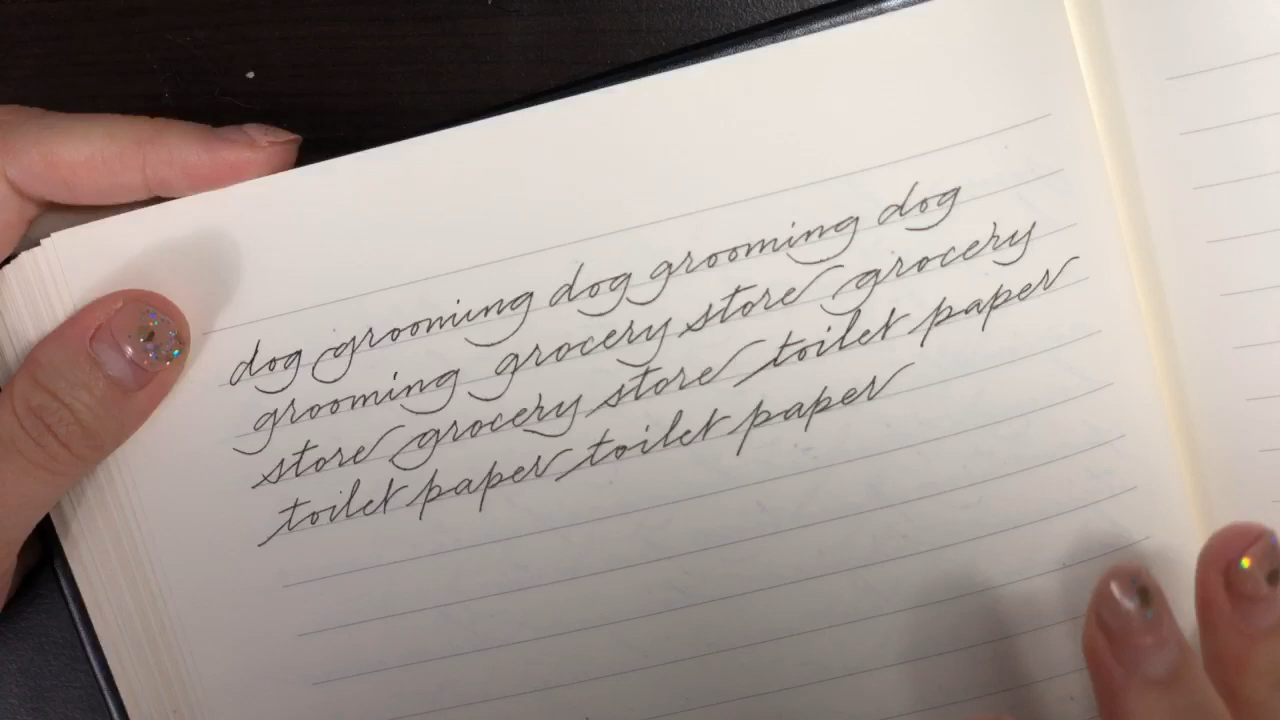 dog grooming dog grooming dog
grooming grocery store grocery
store grocery store toilet paper
toilet paper toilet paper